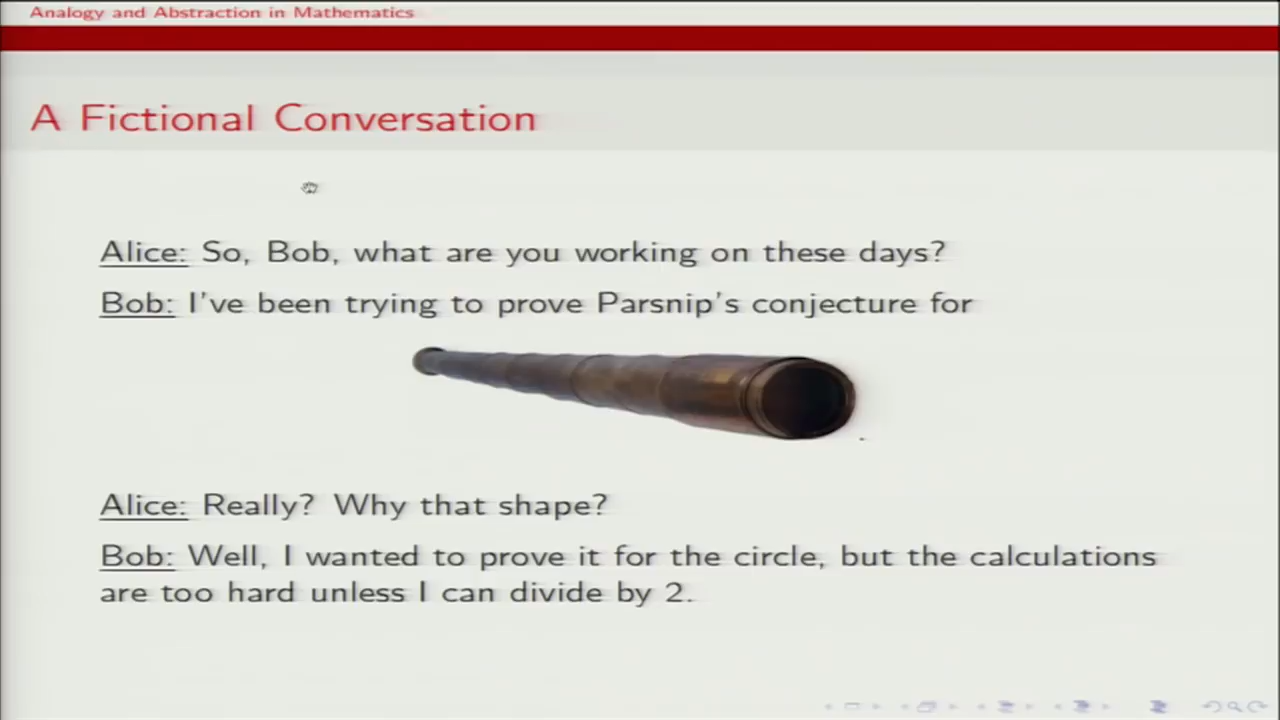 Analogy and Abstraction in Mathematics
A Fictional Conversation
Alice: So, Bob, what are you working on these days?
Bob: I've been trying to prove Parsnip's conjecture for
.
Alice: Really? Why that shape?
Bob: Well, I wanted to prove it for the circle, but the calculations
are too hard unless I can divide by 2.